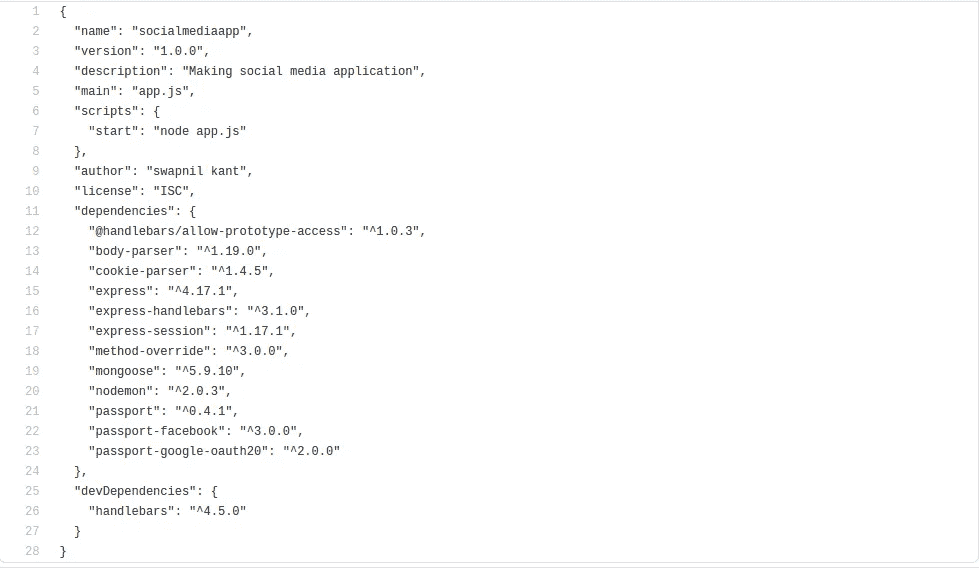 1 {
2   "name": "socialmediaapp",
3   "version": "1.0.0",
4   "description": "Making social media application",
5   "main": "app.js",
6   "scripts": {
7     "start": "node app.js"
8   },
9   "author": "swapnil kant",
10   "license": "ISC",
11   "dependencies": {
12     "@handlebars/allow-prototype-access": "^1.0.3",
13     "body-parser": "^1.19.0",
14     "cookie-parser": "^1.4.5",
15     "express": "^4.17.1",
16     "express-handlebars": "^3.1.0",
17     "express-session": "^1.17.1",
18     "method-override": "^3.0.0",
19     "mongoose": "^5.9.10",
20     "nodemon": "^2.0.3",
21     "passport": "^0.4.1",
22     "passport-facebook": "^3.0.0",
23     "passport-google-oauth20": "^2.0.0"
24   },
25   "devDependencies": {
26     "handlebars": "^4.5.0"
27   }
28 }